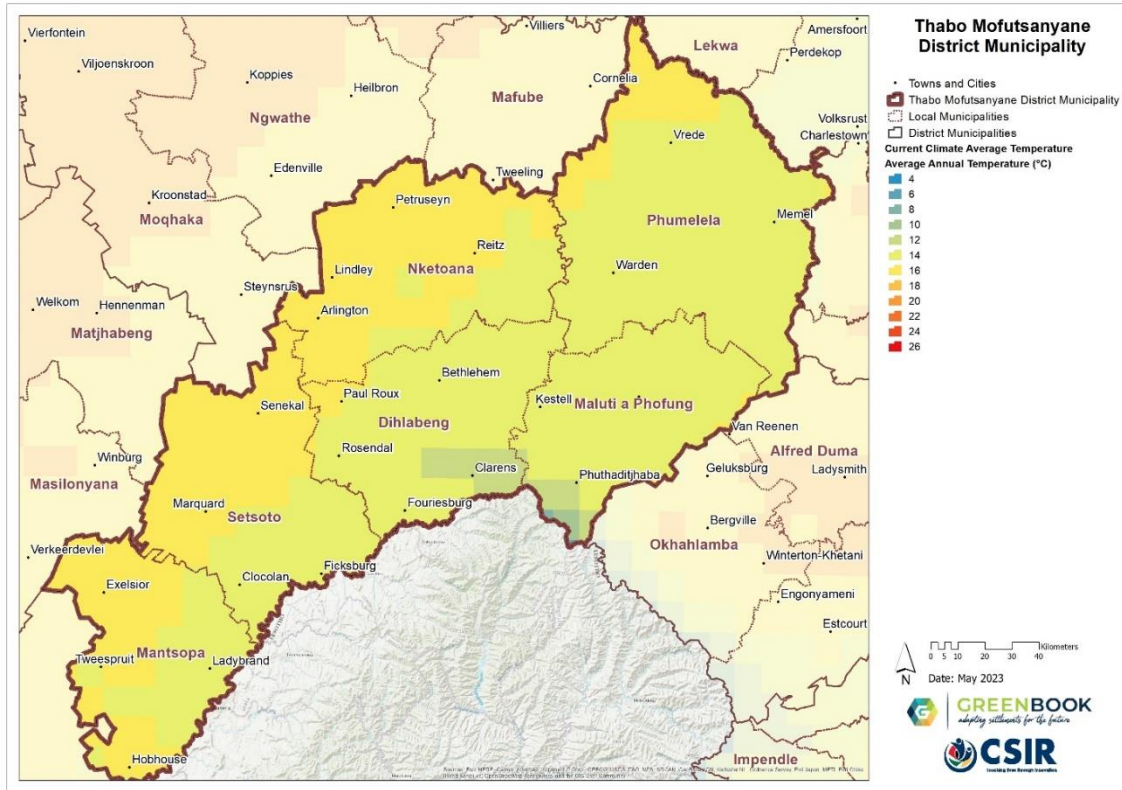 Thabo Mofutsanyane
District Municipality
Towns and Cities
Thabo Mofutsanyane District Municipality
Local Municipalities
District Municipalities
Current Climate Average Temperature
Average Annual Temperature (°C)
4
6
8
10
12
14
16
18
20
22
24
26
Vierfontein
Viljoenskroon
Koppies
Heilbron
Ngwathe
Edenville
Villiers
Mafube
Cornelia
Lekwa
Amersfoort
Perdekop
Volksrust
Charlestown
Vrede
Tweeling
Kroonstad
Moqhaka
Petruseyn
Phumelela
Memel
Reitz
Nketoana
Lindley
Warden
Steynsrus
Welkom
Hennenman
Matjhabeng
Arlington
Bethlehem
Paul Roux
Dihlabeng
Kestell
Maluti a Phofung
Senekal
Rosendal
Van Reenen
Alfred Duma
Winburg
Masilonyana
Clarens
Phuthaditjhaba
Geluksburg
Ladysmith
Marquard
Setsoto
Fouriesburg
Bergville
Okhahlamba
Verkeerdevlei
Winterton-Khetani
Exelsior
Clocolan
Ficksburg
Engonyameni
Estcourt
Mantsopa
Tweespruit
Ladybrand
Hobhouse
Impendle
Kilometers
0 5 10 20 30 40
N
Date: May 2023
GREENBOOK
adapting settlements for the future
CSIR
Touching lives through innovation